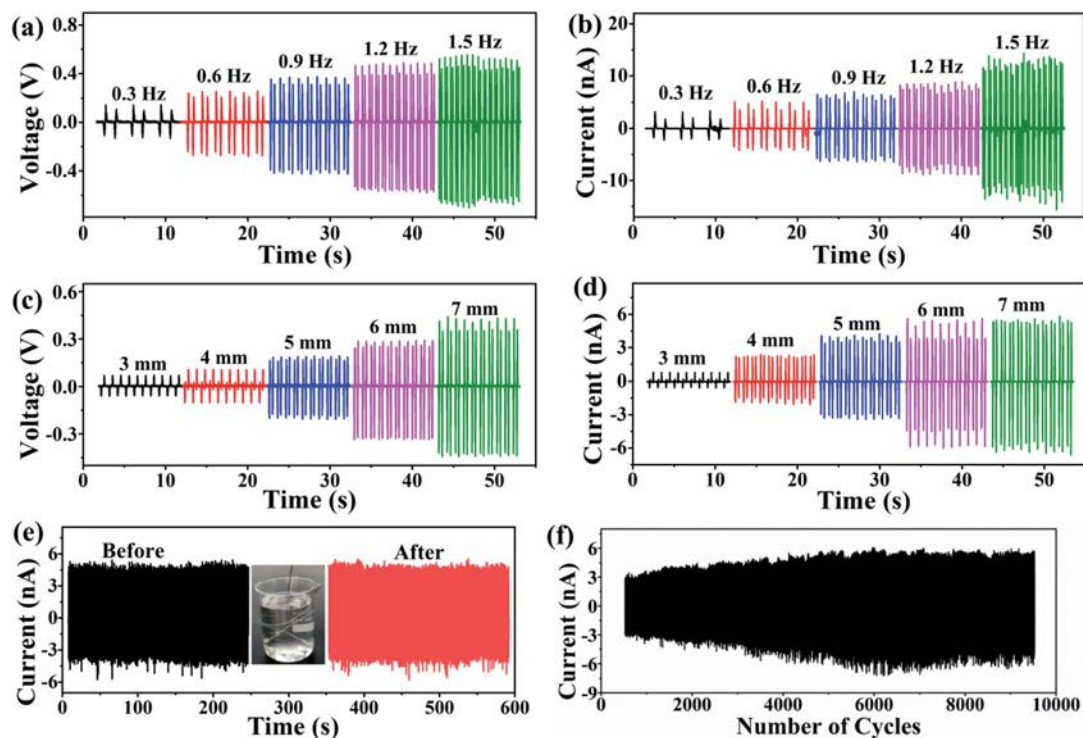 (a)
0.8
0.4
0.0
-0.4
-0.8
Voltage (V)
0.3 Hz
0.6 Hz
0.9 Hz
1.2 Hz
1.5 Hz
0 10 20 30 40 50
Time (s)
(b)
20
10
0
-10
Current (nA)
0.3 Hz
0.6 Hz
0.9 Hz
1.2 Hz
1.5 Hz
0 10 20 30 40 50
Time (s)
(c)
0.6
0.3
0.0
-0.3
Voltage (V)
3 mm
4 mm
5 mm
6 mm
7 mm
0 10 20 30 40 50
Time (s)
(d)
6
3
0
-3
-6
Current (nA)
3 mm
4 mm
5 mm
6 mm
7 mm
0 10 20 30 40 50
Time (s)
(e)
6
3
0
-3
-6
Current (nA)
Before
After
0 100 200 300 400 500 600
Time (s)
(f)
6
3
0
-3
-6
-9
Current (nA)
2000 4000 6000 8000 10000
Number of Cycles